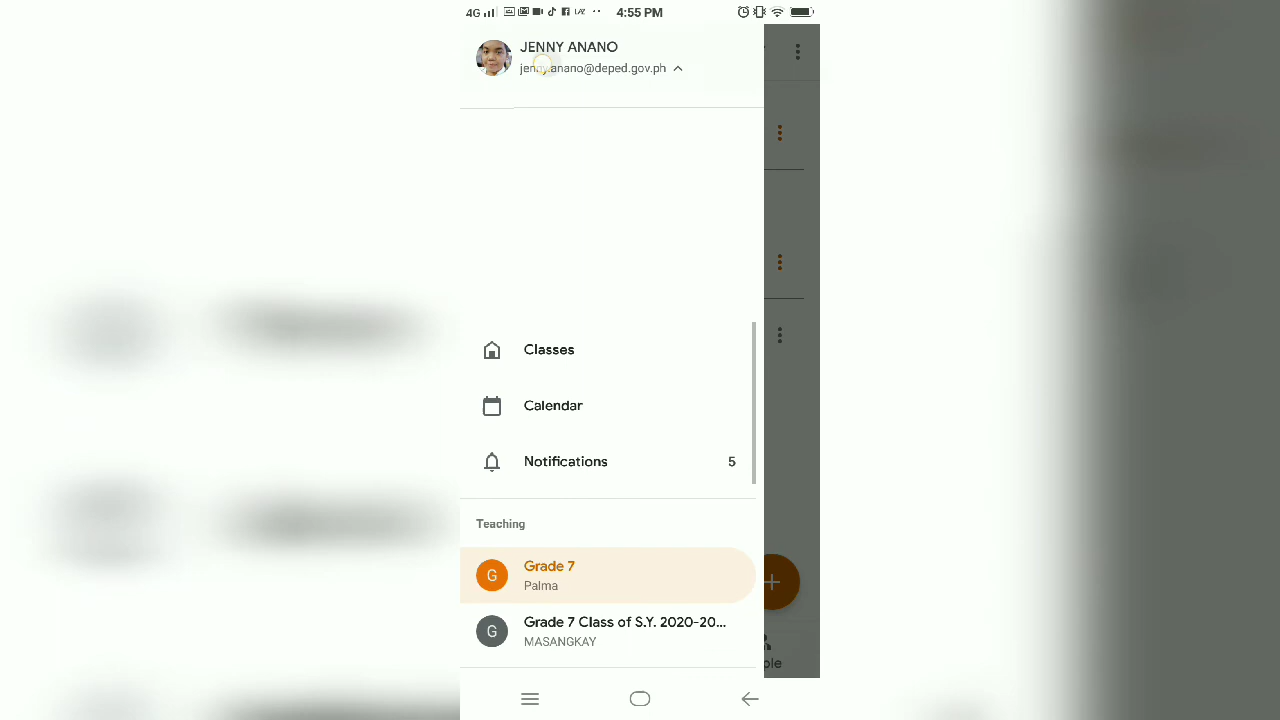 4G 4:55 PM
JENNY ANANO
jennyanano@deped.gov.ph
Classes
Calendar
Notifications 5
Teaching
G Grade 7
Palma
G Grade 7 Class of S.Y. 2020-20...
MASANGKAY
ple